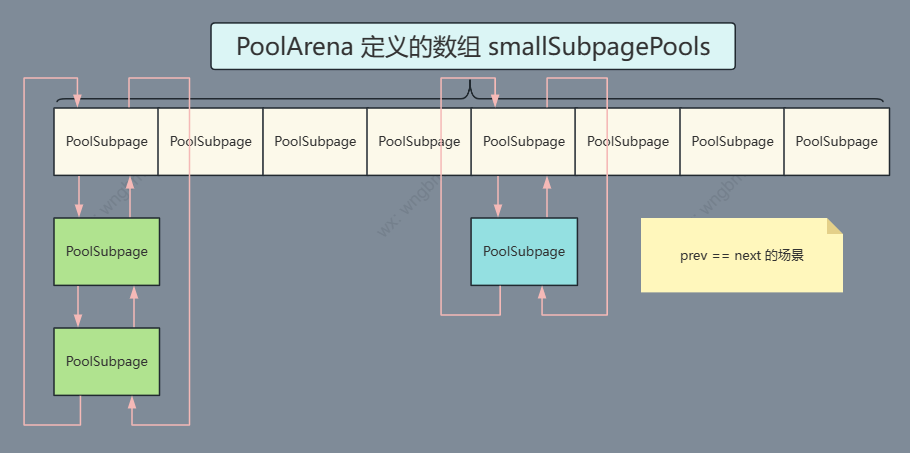 PoolArena 定义的数组 smallSubpagePools
PoolSubpage PoolSubpage PoolSubpage PoolSubpage PoolSubpage PoolSubpage PoolSubpage PoolSubpage
PoolSubpage
PoolSubpage
prev == next 的场景
PoolSubpage